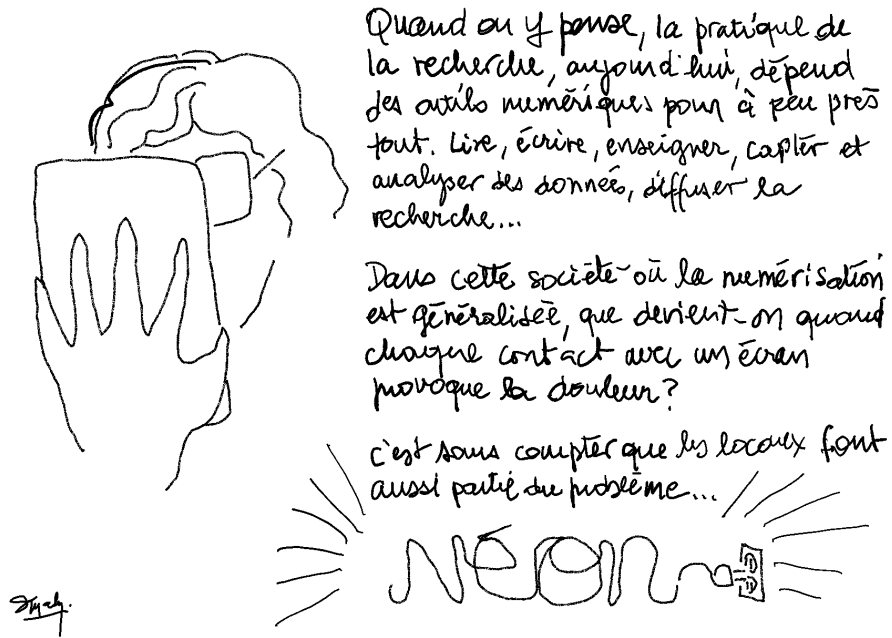 Quand on y pense, la pratique de
la recherche, aujourd'hui, dépend
des outils numériques pour à peu près
tout. Lire, écrire, enseigner, capter et
analyser des données, diffuser la
recherche...
Dans cette société où la numérisation
est généralisée, que devient-on quand
chaque contact avec un écran
provoque la douleur?
c'est sans compter que les locaux font
aussi partie du problème...
NÉON